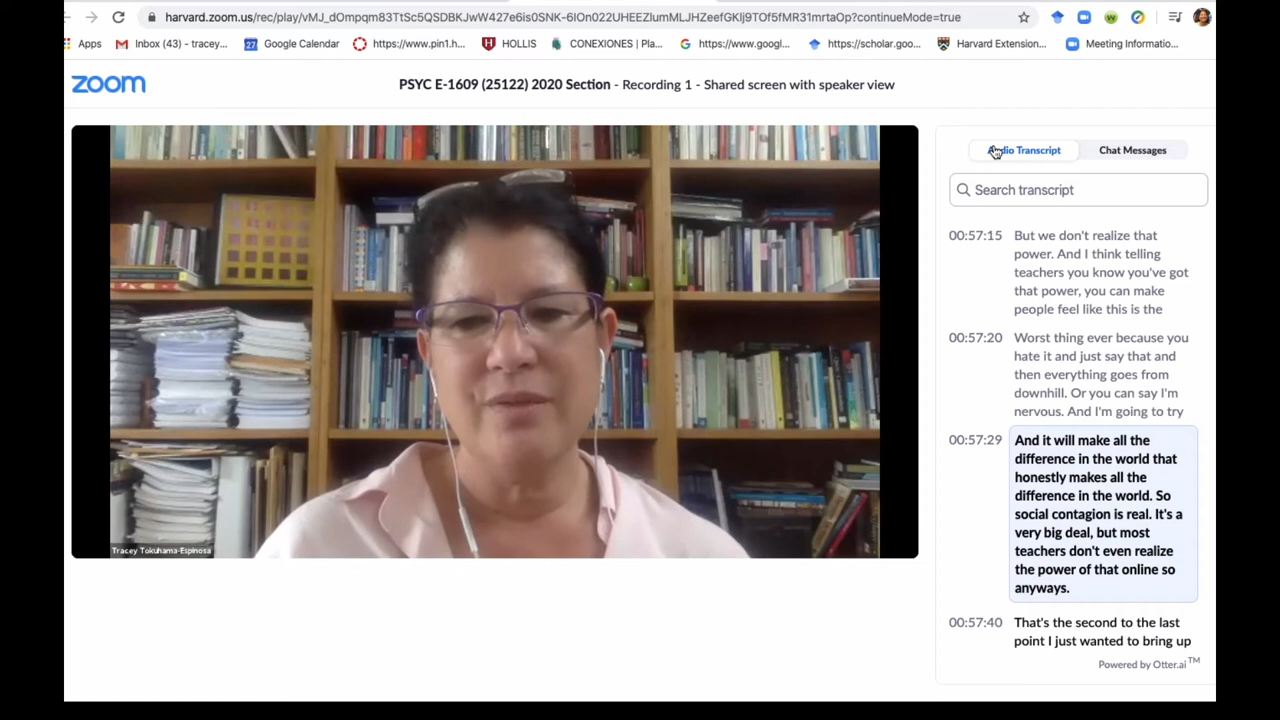 harvard.zoom.us/rec/play/vMJ_dOmpqm83TtSc5QSDBKJwW427e6is0SNK-6IOn022UHEEZlumMLJHZeefGKlj9TOf5fMR31mrtaOp?continueMode=true
Apps Inbox (43) - tracey... Google Calendar https://www.pin1.h... HOLLIS CONEXIONES | Pla... https://www.googl... https://scholar.goo... Harvard Extension... Meeting Informatio...
zoom
PSYC E-1609 (25122) 2020 Section - Recording 1 - Shared screen with speaker view
Tracey Tokuhama-Espinosa
Audio Transcript Chat Messages
Search transcript
00:57:15 But we don't realize that
power. And I think telling
teachers you know you've got
that power, you can make
people feel like this is the
00:57:20 Worst thing ever because you
hate it and just say that and
then everything goes from
downhill. Or you can say I'm
nervous. And I'm going to try
00:57:29 And it will make all the
difference in the world that
honestly makes all the
difference in the world. So
social contagion is real. It's a
very big deal, but most
teachers don't even realize
the power of that online so
anyways.
00:57:40 That's the second to the last
point I just wanted to bring up
Powered by Otter.ai™